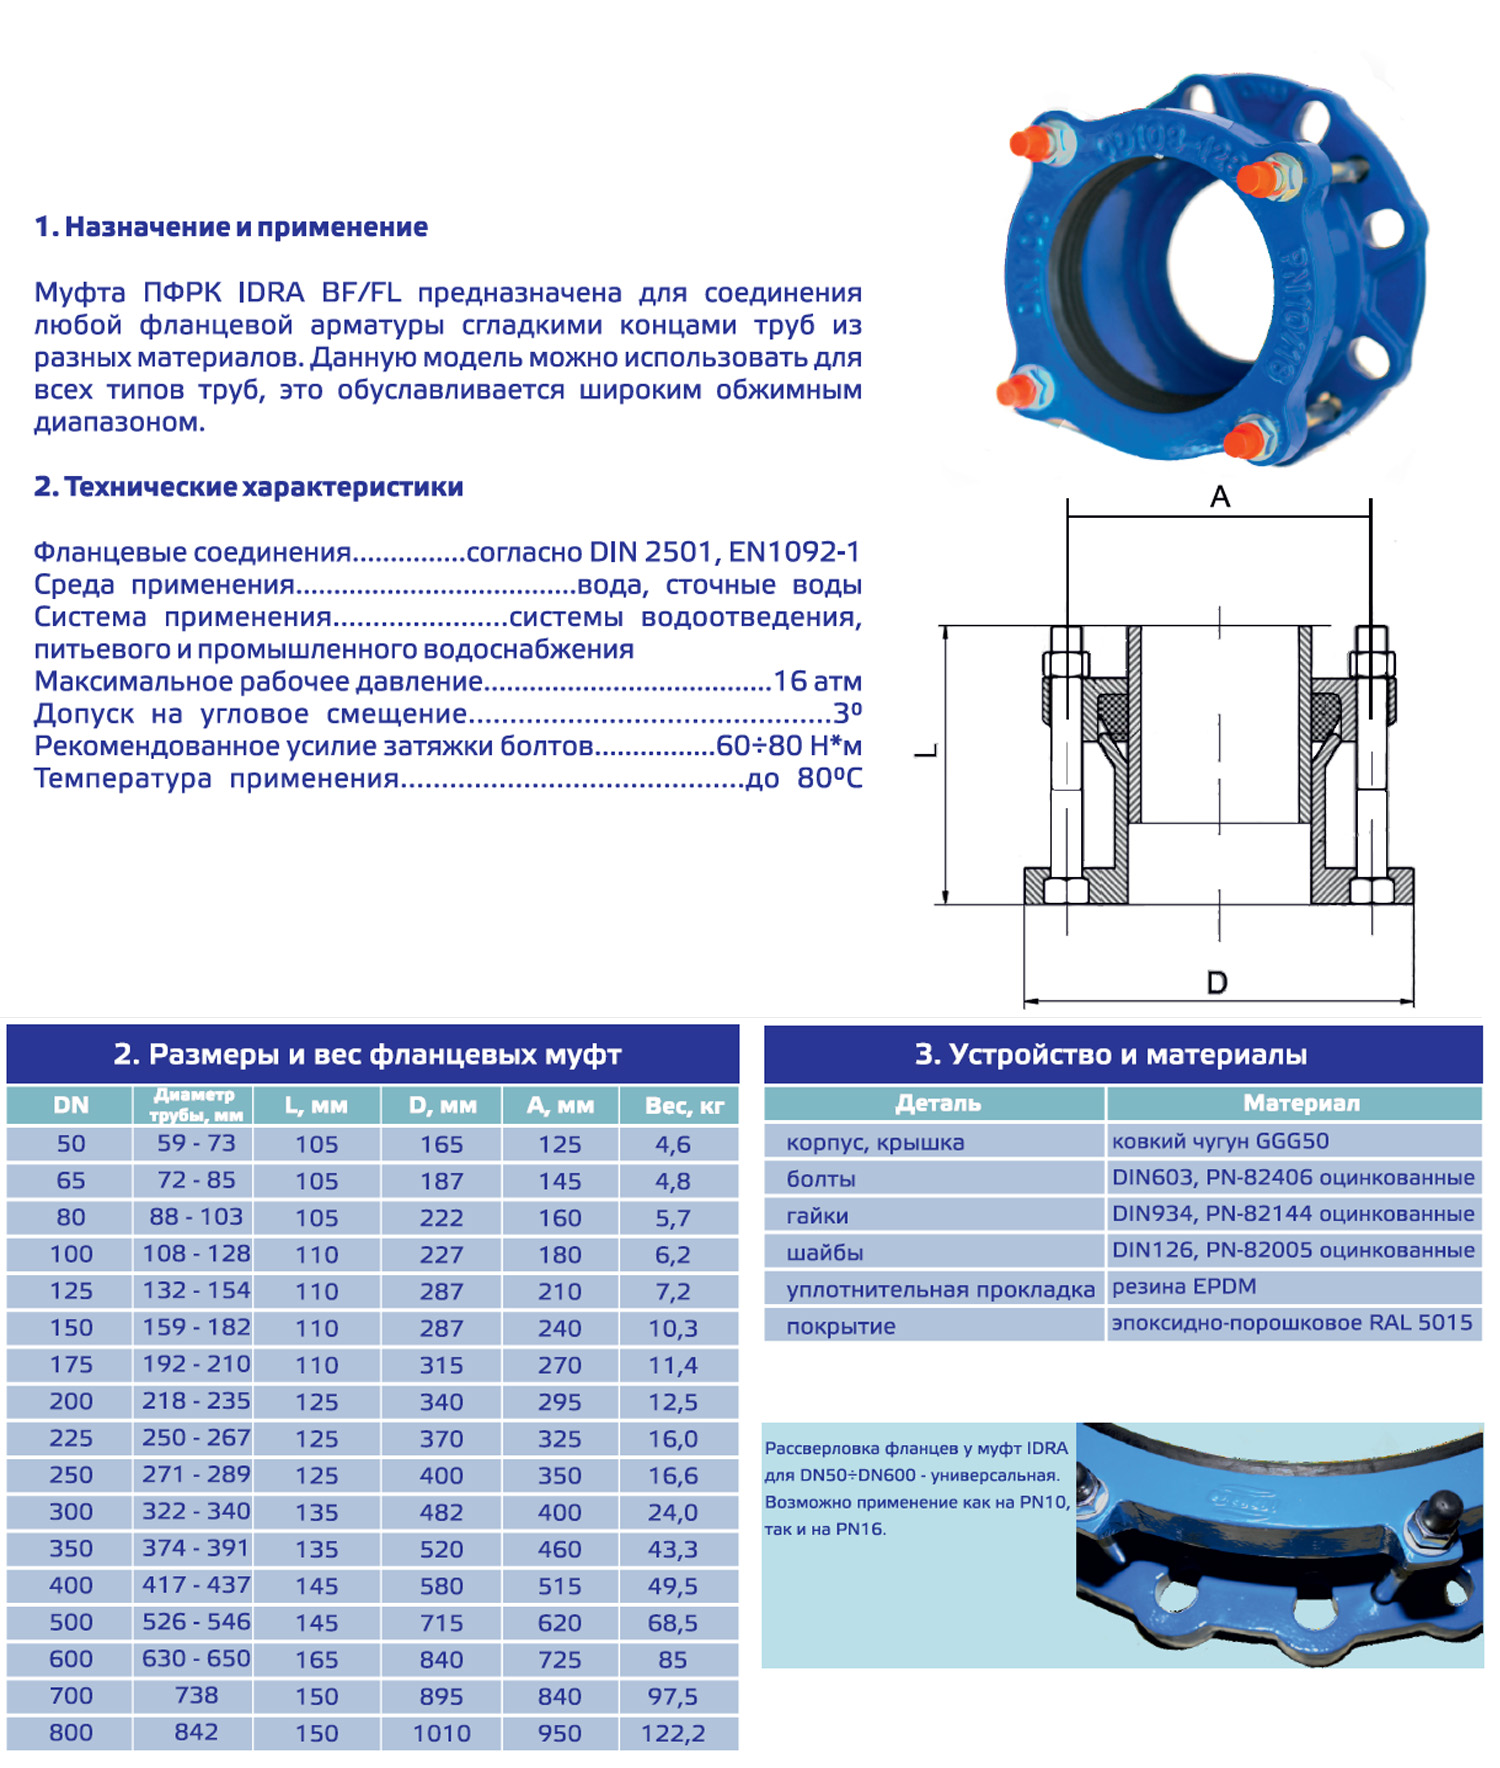 1. Назначение и применение
Муфта ПФРК IDRA BF/FL предназначена для соединения
любой фланцевой арматуры сгладкими концами труб из
разных материалов. Данную модель можно использовать для
всех типов труб, это обуславливается широким обжимным
диапазоном.
2. Технические характеристики
Фланцевые соединения...............согласно DIN 2501, EN1092-1
Среда применения.....................................вода, сточные воды
Система применения.......................системы водоотведения,
питьевого и промышленного водоснабжения
Максимальное рабочее давление......................................16 атм
Допуск на угловое смещение...............................................3º
Рекомендованное усилие затяжки болтов................60÷80 Н*м
Температура применения.............................................до 80ºС
PN10/16
A
L
D
2. Размеры и вес фланцевых муфт
DN Диаметр трубы, мм L, мм D, мм A, мм Вес, кг
50 59 - 73 105 165 125 4,6
65 72 - 85 105 187 145 4,8
80 88 - 103 105 222 160 5,7
100 108 - 128 110 227 180 6,2
125 132 - 154 110 287 210 7,2
150 159 - 182 110 287 240 10,3
175 192 - 210 110 315 270 11,4
200 218 - 235 125 340 295 12,5
225 250 - 267 125 370 325 16,0
250 271 - 289 125 400 350 16,6
300 322 - 340 135 482 400 24,0
350 374 - 391 135 520 460 43,3
400 417 - 437 145 580 515 49,5
500 526 - 546 145 715 620 68,5
600 630 - 650 165 840 725 85
700 738 150 895 840 97,5
800 842 150 1010 950 122,2
3. Устройство и материалы
Деталь Материал
корпус, крышка ковкий чугун GGG50
болты DIN603, PN-82406 оцинкованные
гайки DIN934, PN-82144 оцинкованные
шайбы DIN126, PN-82005 оцинкованные
уплотнительная прокладка резина EPDM
покрытие эпоксидно-порошковое RAL 5015
Рассверловка фланцев у муфт IDRA
для DN50÷DN600 - универсальная.
Возможно применение как на PN10,
так и на PN16.